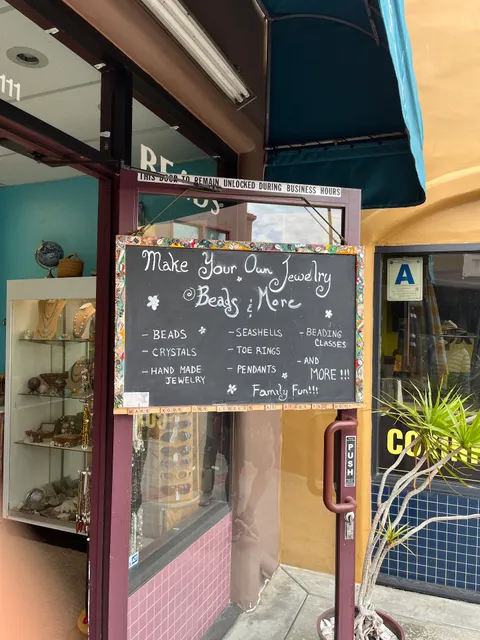 111
BEADS
THIS DOOR TO REMAIN UNLOCKED DURING BUSINESS HOURS
Make Your Own Jewelry
Beads & More
- BEADS
- CRYSTALS
- HAND MADE
JEWELRY
- SEASHELLS
- TOE RINGS
- PENDANTS
- BEADING
CLASSES
- AND
MORE !!!
Family Fun!!!
PUSH
A